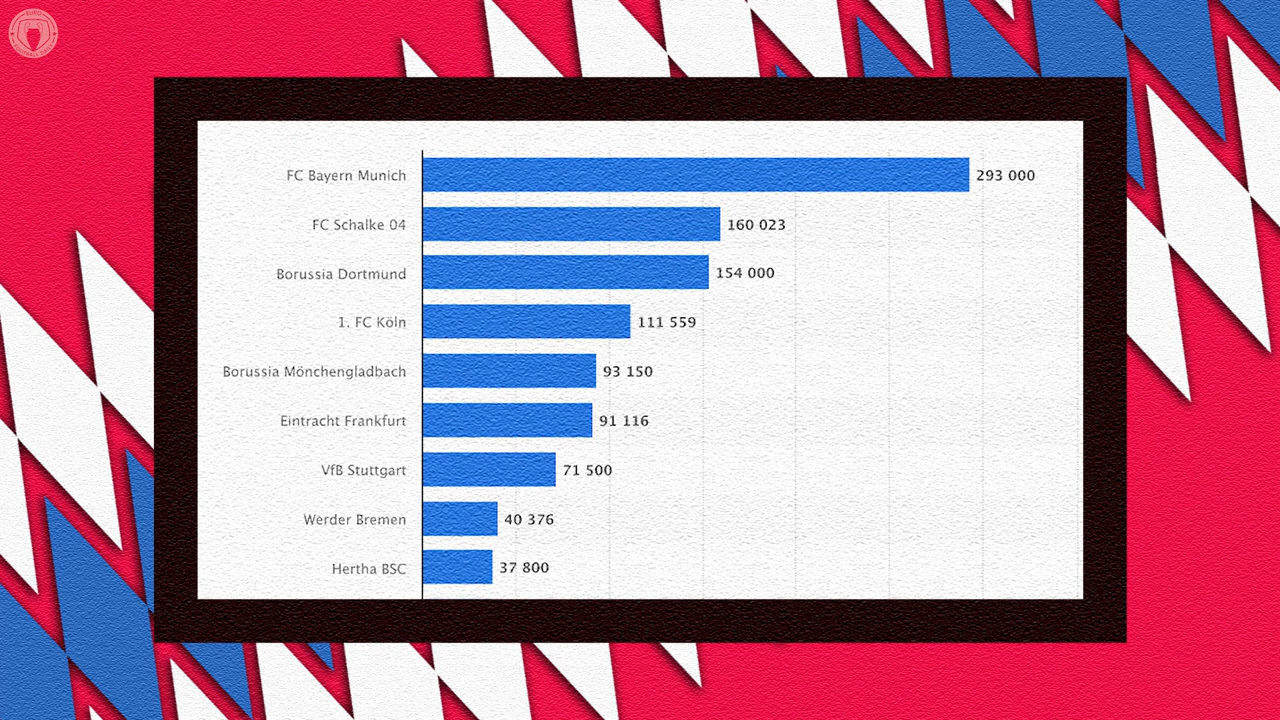 FC Bayern Munich 293 000
FC Schalke 04 160 023
Borussia Dortmund 154 000
1. FC Köln 111 559
Borussia Mönchengladbach 93 150
Eintracht Frankfurt 91 116
VfB Stuttgart 71 500
Werder Bremen 40 376
Hertha BSC 37 800